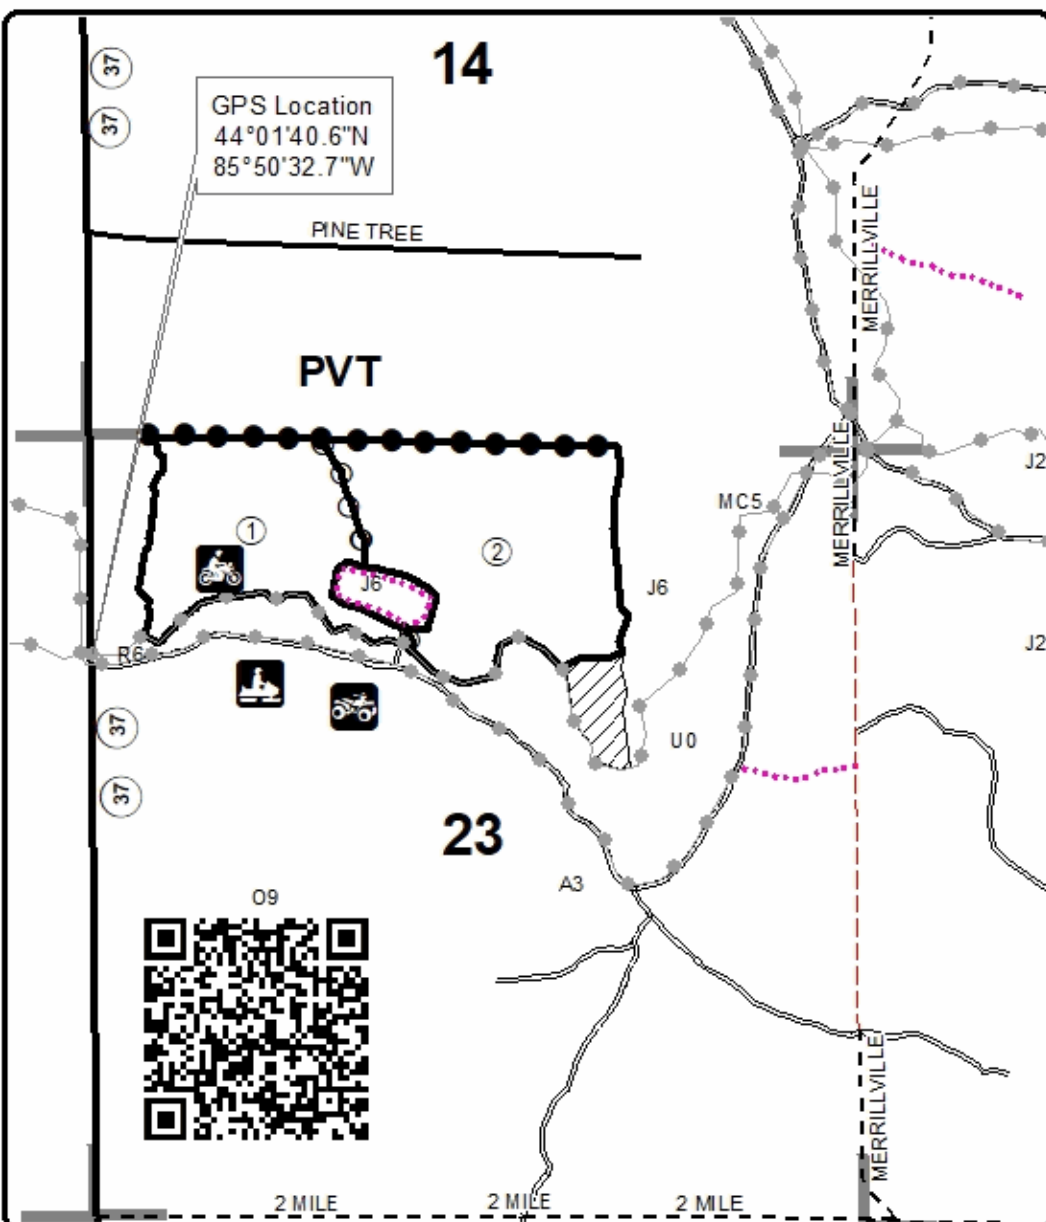 14
37
37
GPS Location
44°01'40.6"N
85°50'32.7"W
PINE TREE
MERRILLVILLE
PVT
MERRILLVILLE
J2
MC5
1
2
J6
J6
J2
R6
37
U0
37
23
A3
O9
MERRILLVILLE
2 MILE
2 MILE
2 MILE